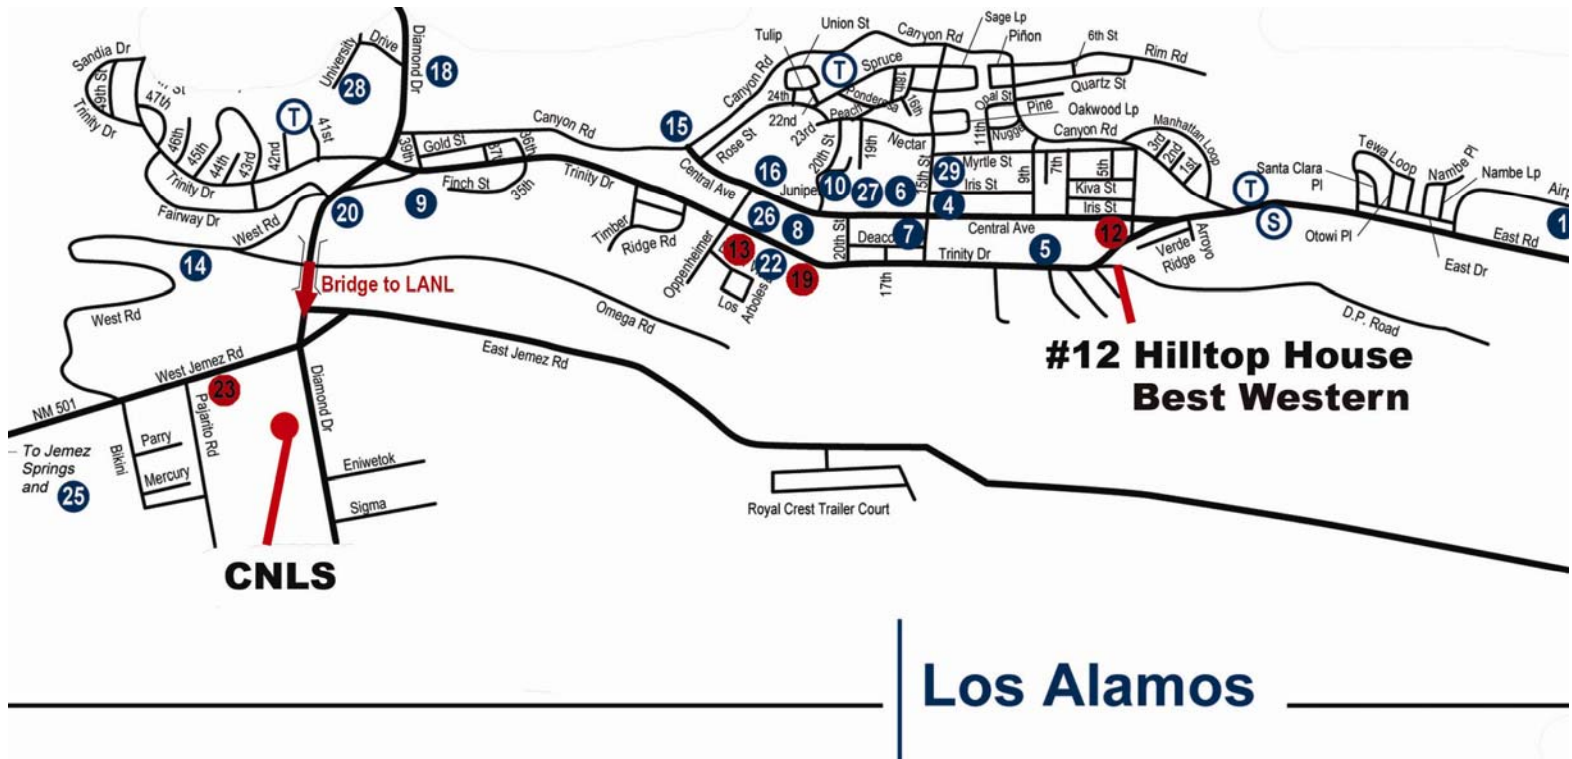 Sandia Dr
49th St
47th
Trinity Dr
46th
45th
44th
43rd
42nd
41st
T
University
Drive
28
Diamond Dr
18
Trinity Dr
Fairway Dr
West Rd
20
14
39th
Gold St
37th
36th
35th
Finch St
9
Canyon Rd
Trinity Dr
Timber
Ridge Rd
Bridge to LANL
West Rd
West Jemez Rd
NM 501
23
To Jemez
Springs
and
25
Bikini
Parry
Mercury
Pajarito Rd
Diamond Dr
Eniwetok
Sigma
CNLS
East Jemez Rd
Omega Rd
Royal Crest Trailer Court
15
Canyon Rd
Rose St
Central Ave
16
Tulip
Union St
24th
22nd
23rd
T
Spruce
Ponderosa
Peach
18th
16th
Canyon Rd
Sage Lp
Piñon
6th St
Rim Rd
Quartz St
Opal St
Pine
Oakwood Lp
11th
Canyon Rd
Nectar
19th
20th St
10
27
6
15th St
29
4
Myrtle St
Iris St
9th
7th
5th
Kiva St
Iris St
3rd
2nd
1st
Manhattan Loop
26
8
13
22
19
Oppenheimer
Los
Arboles
20th St
7
17th
Central Ave
Trinity Dr
5
12
Verde
Ridge
Arroyo
T
S
Santa Clara
Pl
Tewa Loop
Nambe Pl
Nambe Lp
Otowi Pl
East Dr
East Rd
D.P. Road
#12 Hilltop House
Best Western
Los Alamos